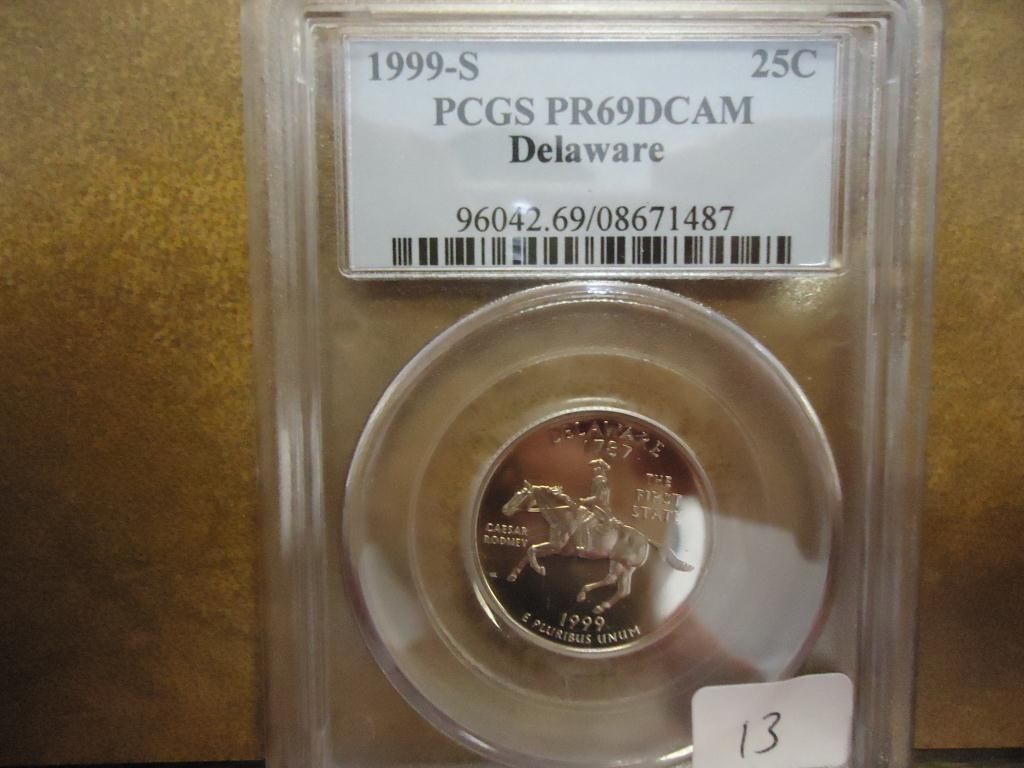 1999-S 25C
PCGS PR69DCAM
Delaware
96042.69/08671487
DELAWARE
1787
THE
FIRST
STATE
CAESAR
RODNEY
1999
E PLURIBUS UNUM
13